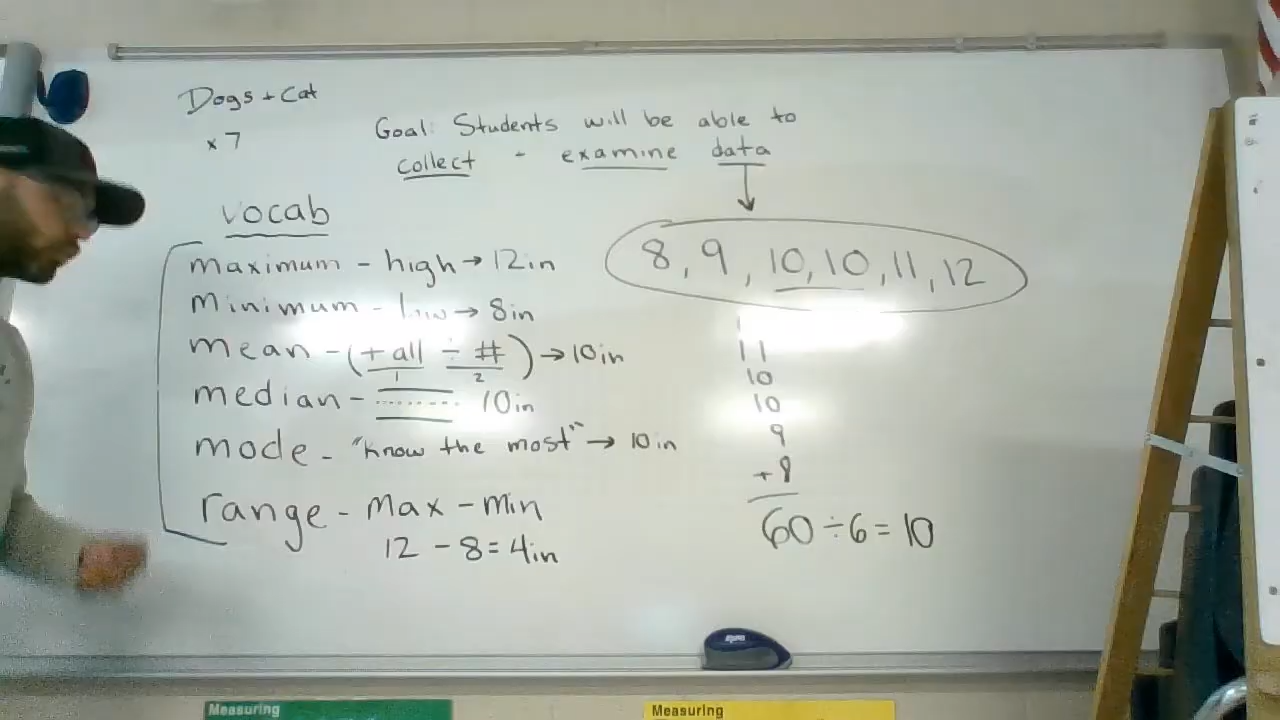 Dogs + Cat
x 7
Goal: Students will be able to
collect - examine data
vocab
8, 9, 10, 10, 11, 12
maximum - high → 12in
minimum - low → 8in
mean - (+ all ÷ #) → 10in
1 2
median - 10in
mode - "know the most" → 10in
range - max - min
12 - 8 = 4in
11
10
10
9
+ 8
60 ÷ 6 = 10
Measuring
Measuring